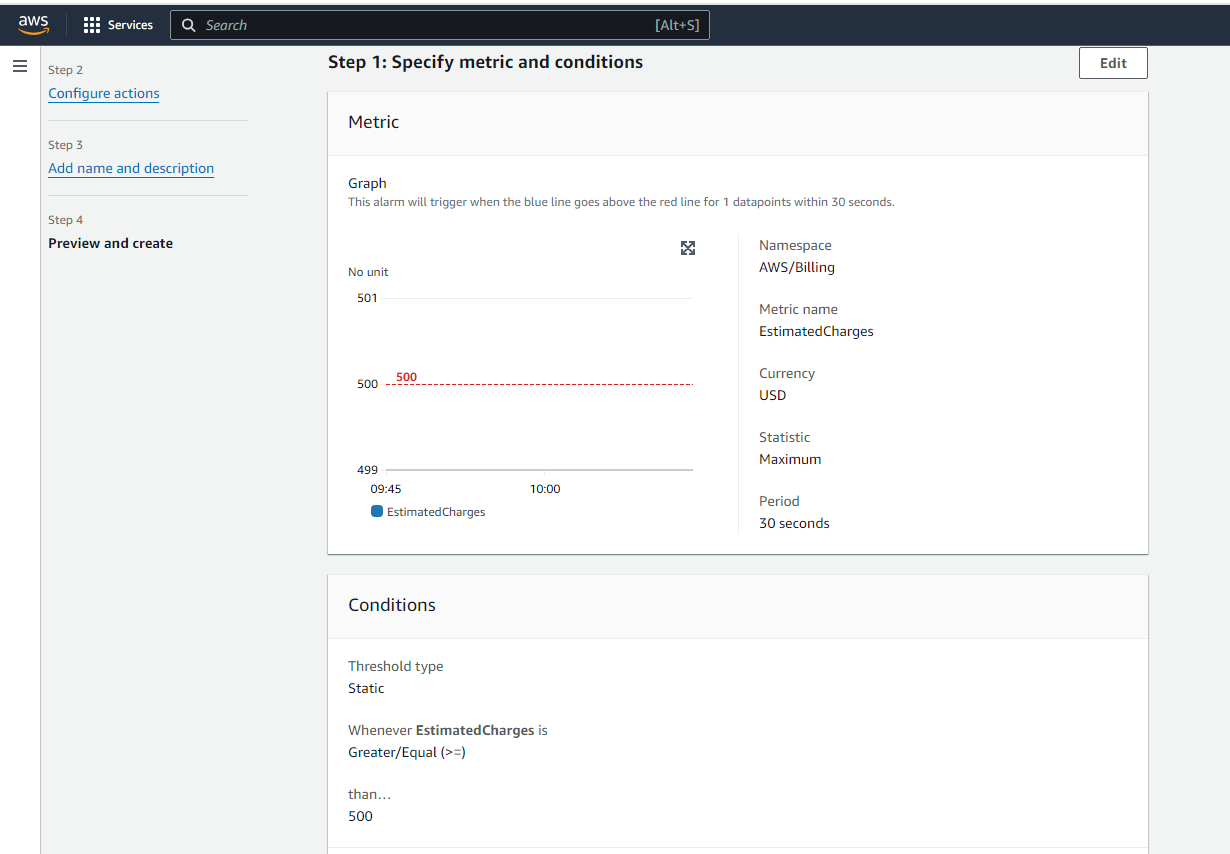 aws
Services
Search
[Alt+S]
Step 2
Configure actions
Step 3
Add name and description
Step 4
Preview and create
Step 1: Specify metric and conditions
Edit
Metric
Graph
This alarm will trigger when the blue line goes above the red line for 1 datapoints within 30 seconds.
No unit
501
500
500
499
09:45
10:00
EstimatedCharges
Namespace
AWS/Billing
Metric name
EstimatedCharges
Currency
USD
Statistic
Maximum
Period
30 seconds
Conditions
Threshold type
Static
Whenever EstimatedCharges is
Greater/Equal (>=)
than...
500